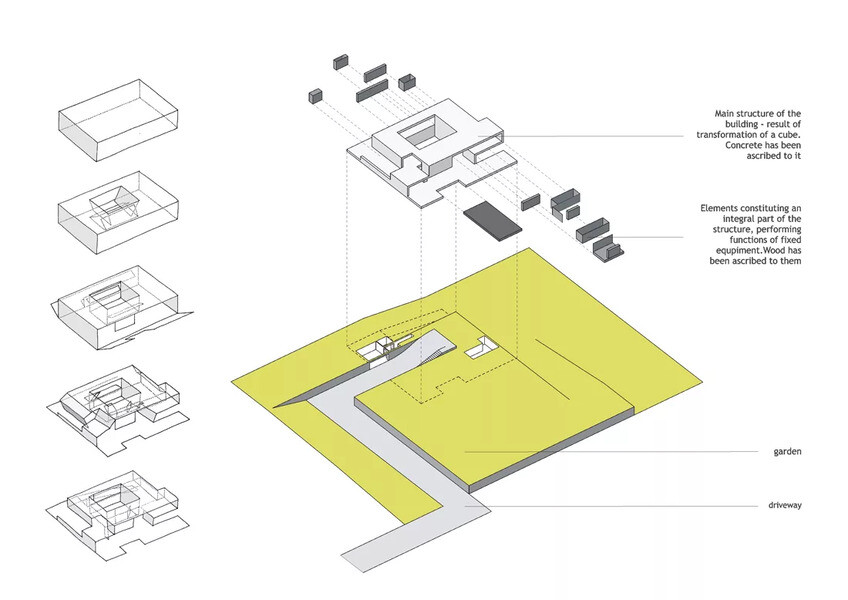 Main structure of the
building - result of
transformation of a cube.
Concrete has been
ascribed to it
Elements constituting an
integral part of the
structure, performing
functions of fixed
equpiment.Wood has
been ascribed to them
garden
driveway